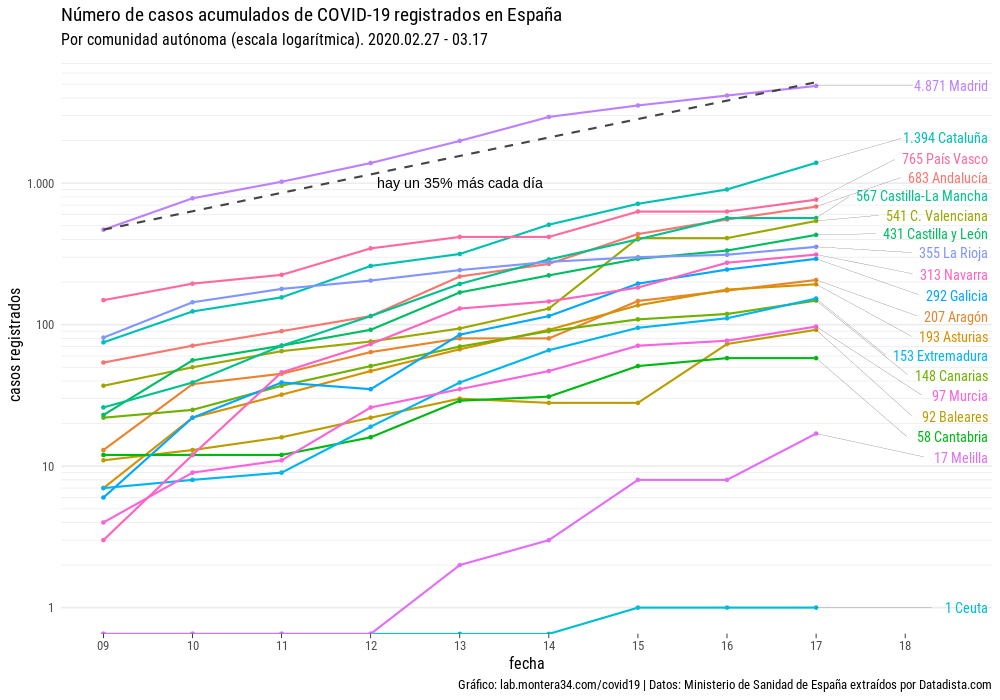 Número de casos acumulados de COVID-19 registrados en España
Por comunidad autónoma (escala logarítmica). 2020.02.27 - 03.17
4.871 Madrid
1.394 Cataluña
765 País Vasco
683 Andalucía
567 Castilla-La Mancha
541 C. Valenciana
431 Castilla y León
355 La Rioja
313 Navarra
292 Galicia
207 Aragón
193 Asturias
153 Extremadura
148 Canarias
97 Murcia
92 Baleares
58 Cantabria
17 Melilla
1 Ceuta
hay un 35% más cada día
casos registrados
1.000
100
10
1
09 10 11 12 13 14 15 16 17 18
fecha
Gráfico: lab.montera34.com/covid19 | Datos: Ministerio de Sanidad de España extraídos por Datadista.com